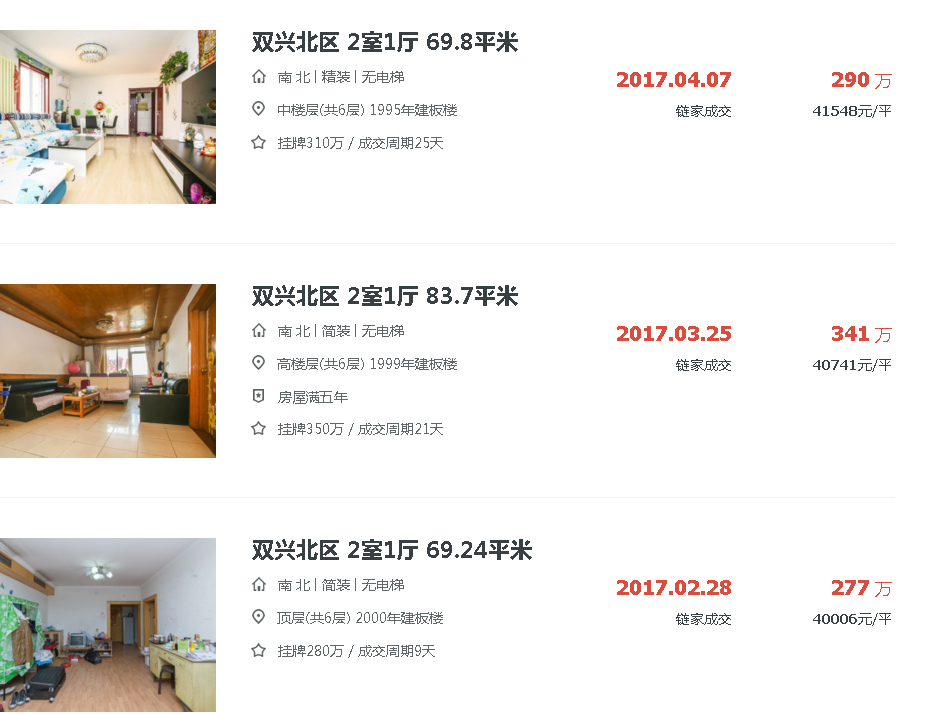 双兴北区 2室1厅 69.8平米
南 北 | 精装 | 无电梯
2017.04.07
290 万
中楼层(共6层) 1995年建板楼
链家成交
41548元/平
挂牌310万 / 成交周期25天
双兴北区 2室1厅 83.7平米
南 北 | 简装 | 无电梯
2017.03.25
341 万
高楼层(共6层) 1999年建板楼
链家成交
40741元/平
房屋满五年
挂牌350万 / 成交周期21天
双兴北区 2室1厅 69.24平米
南 北 | 简装 | 无电梯
2017.02.28
277 万
顶层(共6层) 2000年建板楼
链家成交
40006元/平
挂牌280万 / 成交周期9天